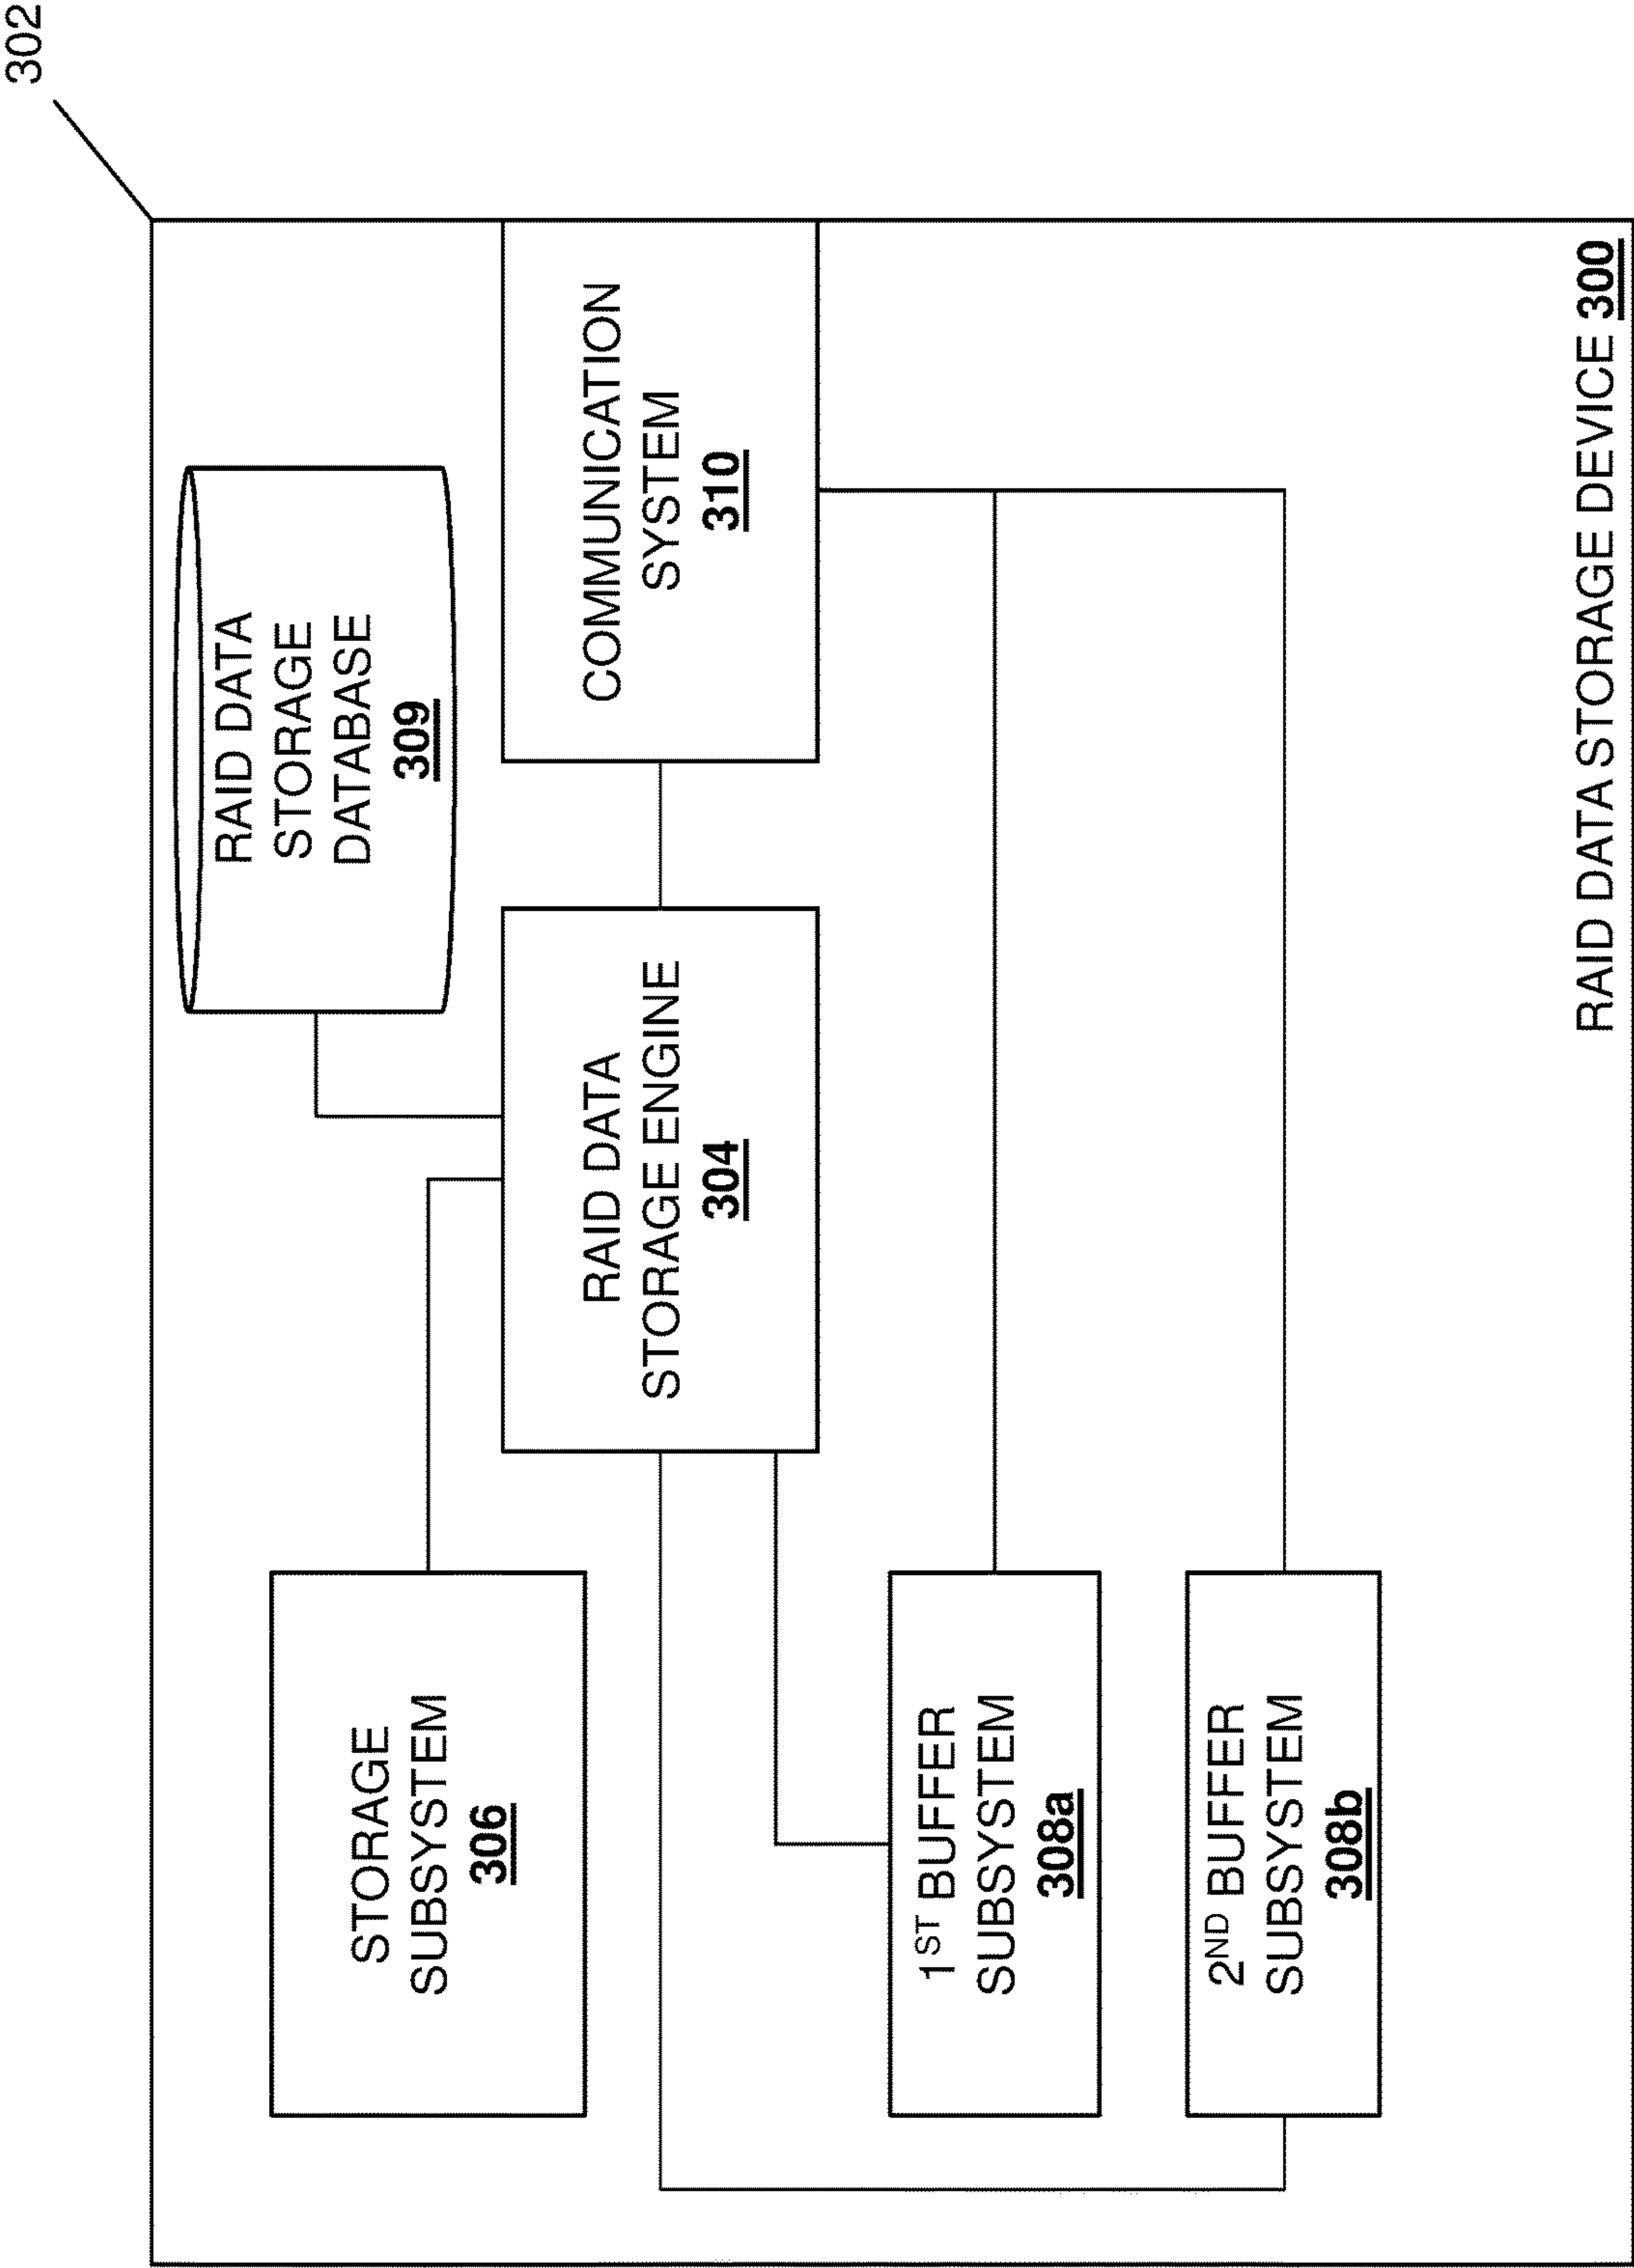 302
RAID DATA
STORAGE
DATABASE
309
STORAGE
SUBSYSTEM
306
RAID DATA
STORAGE ENGINE
304
COMMUNICATION
SYSTEM
310
1ST BUFFER
SUBSYSTEM
308a
2ND BUFFER
SUBSYSTEM
308b
RAID DATA STORAGE DEVICE 300